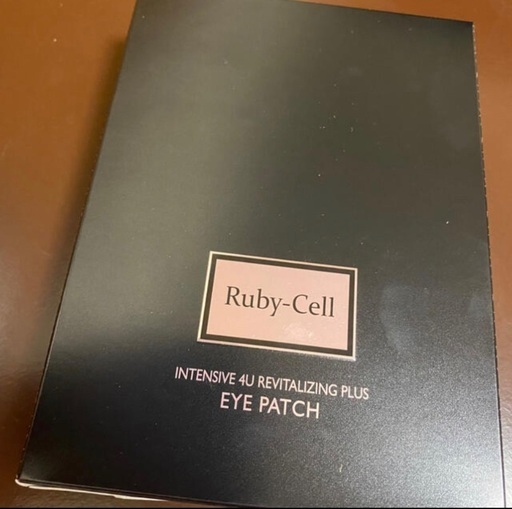 Ruby-Cell
INTENSIVE 4U REVITALIZING PLUS
EYE PATCH